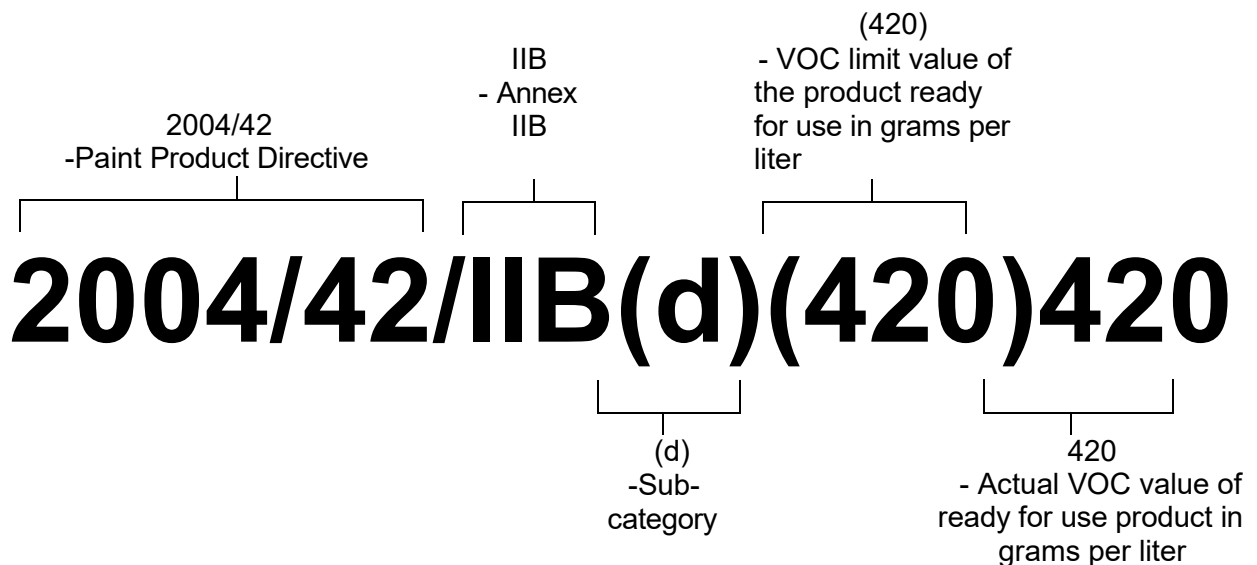 2004/42
-Paint Product Directive
IIB
- Annex
IIB
(420)
- VOC limit value of
the product ready
for use in grams per
liter
2004/42/IIB(d)(420)420
(d)
-Sub-
category
420
- Actual VOC value of
ready for use product in
grams per liter